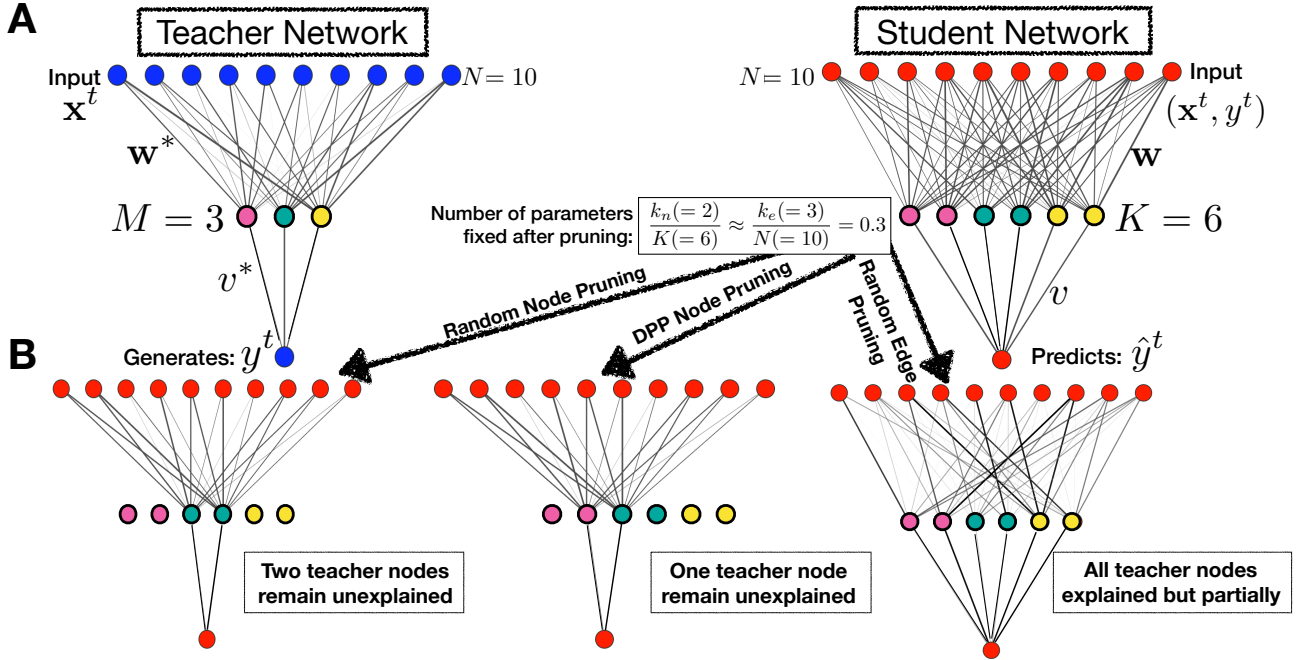 A
Teacher Network
Student Network
Input
x^t
N = 10
N = 10
Input
(x^t, y^t)
w*
w
M = 3
Number of parameters
fixed after pruning:
k_n(=2)/K(=6) ≈ k_e(=3)/N(=10) = 0.3
K = 6
v*
v
Random Node Pruning
DPP Node Pruning
Random Edge
Pruning
B
Generates: y^t
Predicts: ŷ^t
Two teacher nodes
remain unexplained
One teacher node
remain unexplained
All teacher nodes
explained but partially